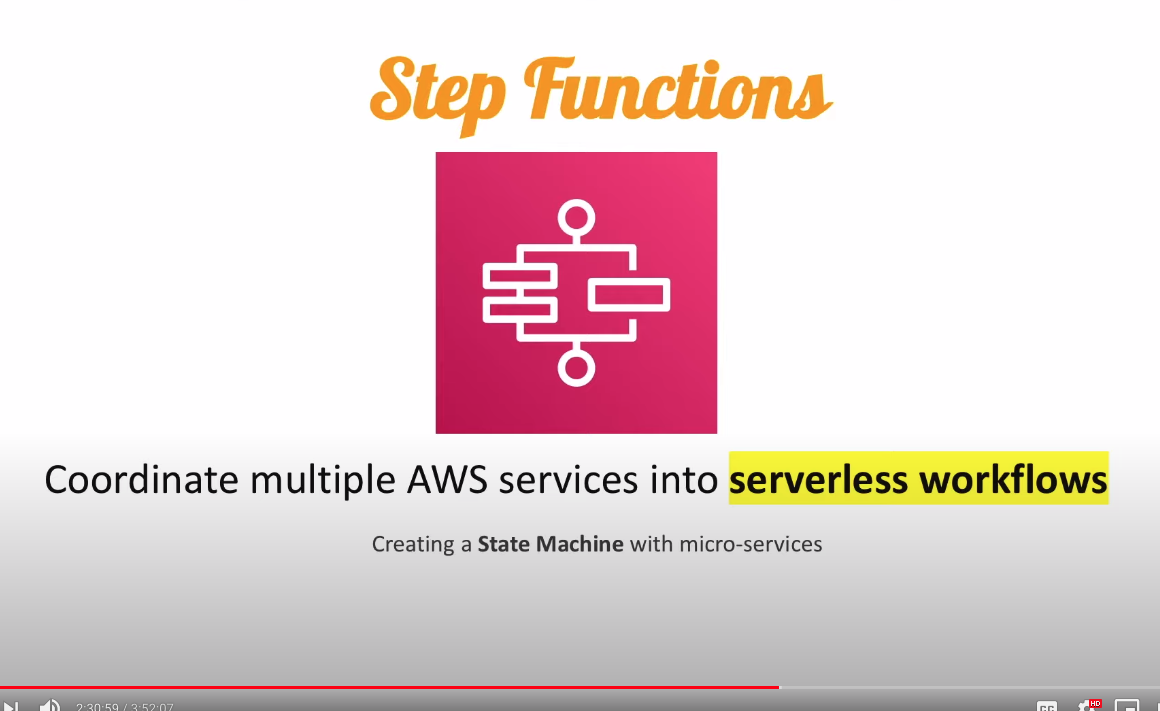 Step Functions
Coordinate multiple AWS services into serverless workflows
Creating a State Machine with micro-services
2:30:59 / 3:52:07
CC
HD